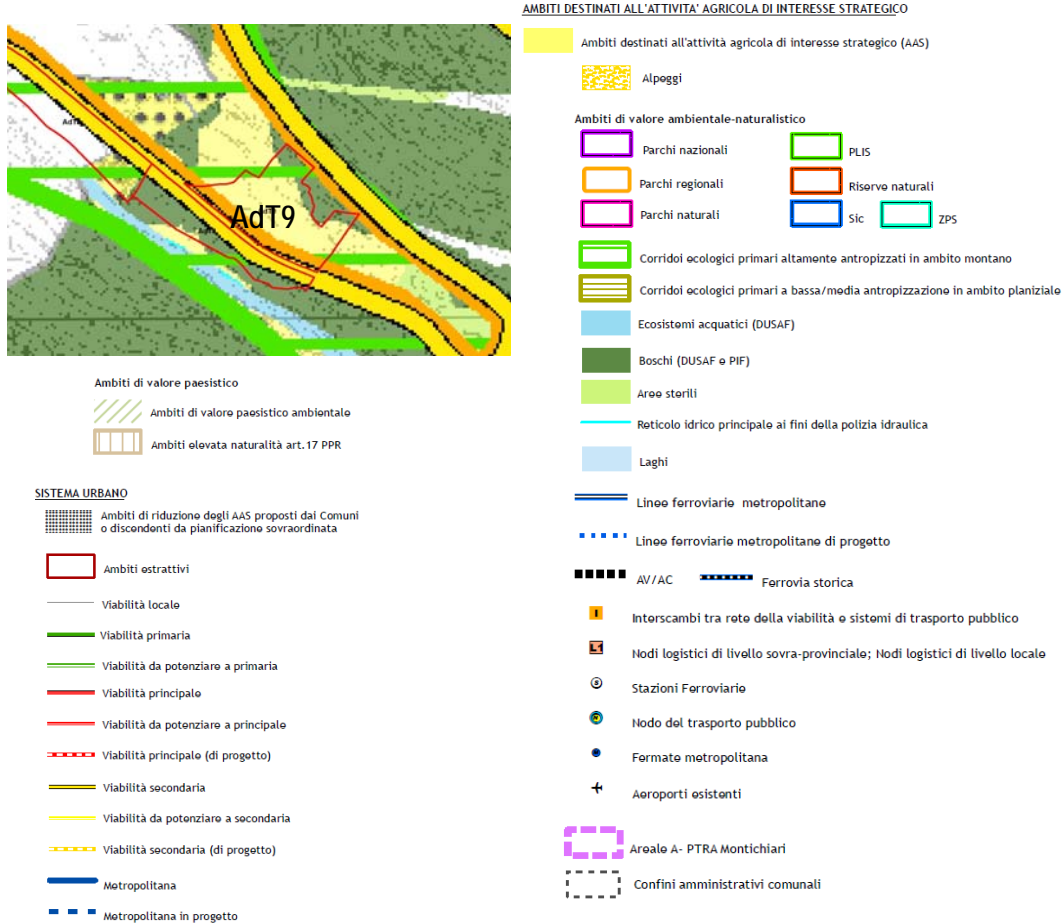 AdT9
Ambiti di valore paesistico
Ambiti di valore paesistico ambientale
Ambiti elevata naturalità art.17 PPR
SISTEMA URBANO
Ambiti di riduzione degli AAS proposti dai Comuni
o discendenti da pianificazione sovraordinata
Ambiti estrattivi
Viabilità locale
Viabilità primaria
Viabilità da potenziare a primaria
Viabilità principale
Viabilità da potenziare a principale
Viabilità principale (di progetto)
Viabilità secondaria
Viabilità da potenziare a secondaria
Viabilità secondaria (di progetto)
Metropolitana
Metropolitana in progetto
AMBITI DESTINATI ALL'ATTIVITA' AGRICOLA DI INTERESSE STRATEGICO
Ambiti destinati all'attività agricola di interesse strategico (AAS)
Alpeggi
Ambiti di valore ambientale-naturalistico
Parchi nazionali
PLIS
Parchi regionali
Riserve naturali
Parchi naturali
Sic
ZPS
Corridoi ecologici primari altamente antropizzati in ambito montano
Corridoi ecologici primari a bassa/media antropizzazione in ambito planiziale
Ecosistemi acquatici (DUSAF)
Boschi (DUSAF e PIF)
Aree sterili
Reticolo idrico principale ai fini della polizia idraulica
Laghi
Linee ferroviarie metropolitane
Linee ferroviarie metropolitane di progetto
AV/AC
Ferrovia storica
I
Interscambi tra rete della viabilità e sistemi di trasporto pubblico
L1
Nodi logistici di livello sovra-provinciale; Nodi logistici di livello locale
S
Stazioni Ferroviarie
Nodo del trasporto pubblico
Fermate metropolitana
Aeroporti esistenti
Areale A- PTRA Montichiari
Confini amministrativi comunali